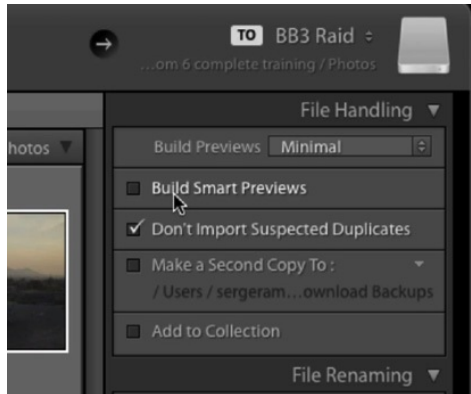 TO BB3 Raid
...om 6 complete training / Photos
File Handling
hotos
Build Previews Minimal
Build Smart Previews
Don't Import Suspected Duplicates
Make a Second Copy To :
/ Users / sergeram...ownload Backups
Add to Collection
File Renaming